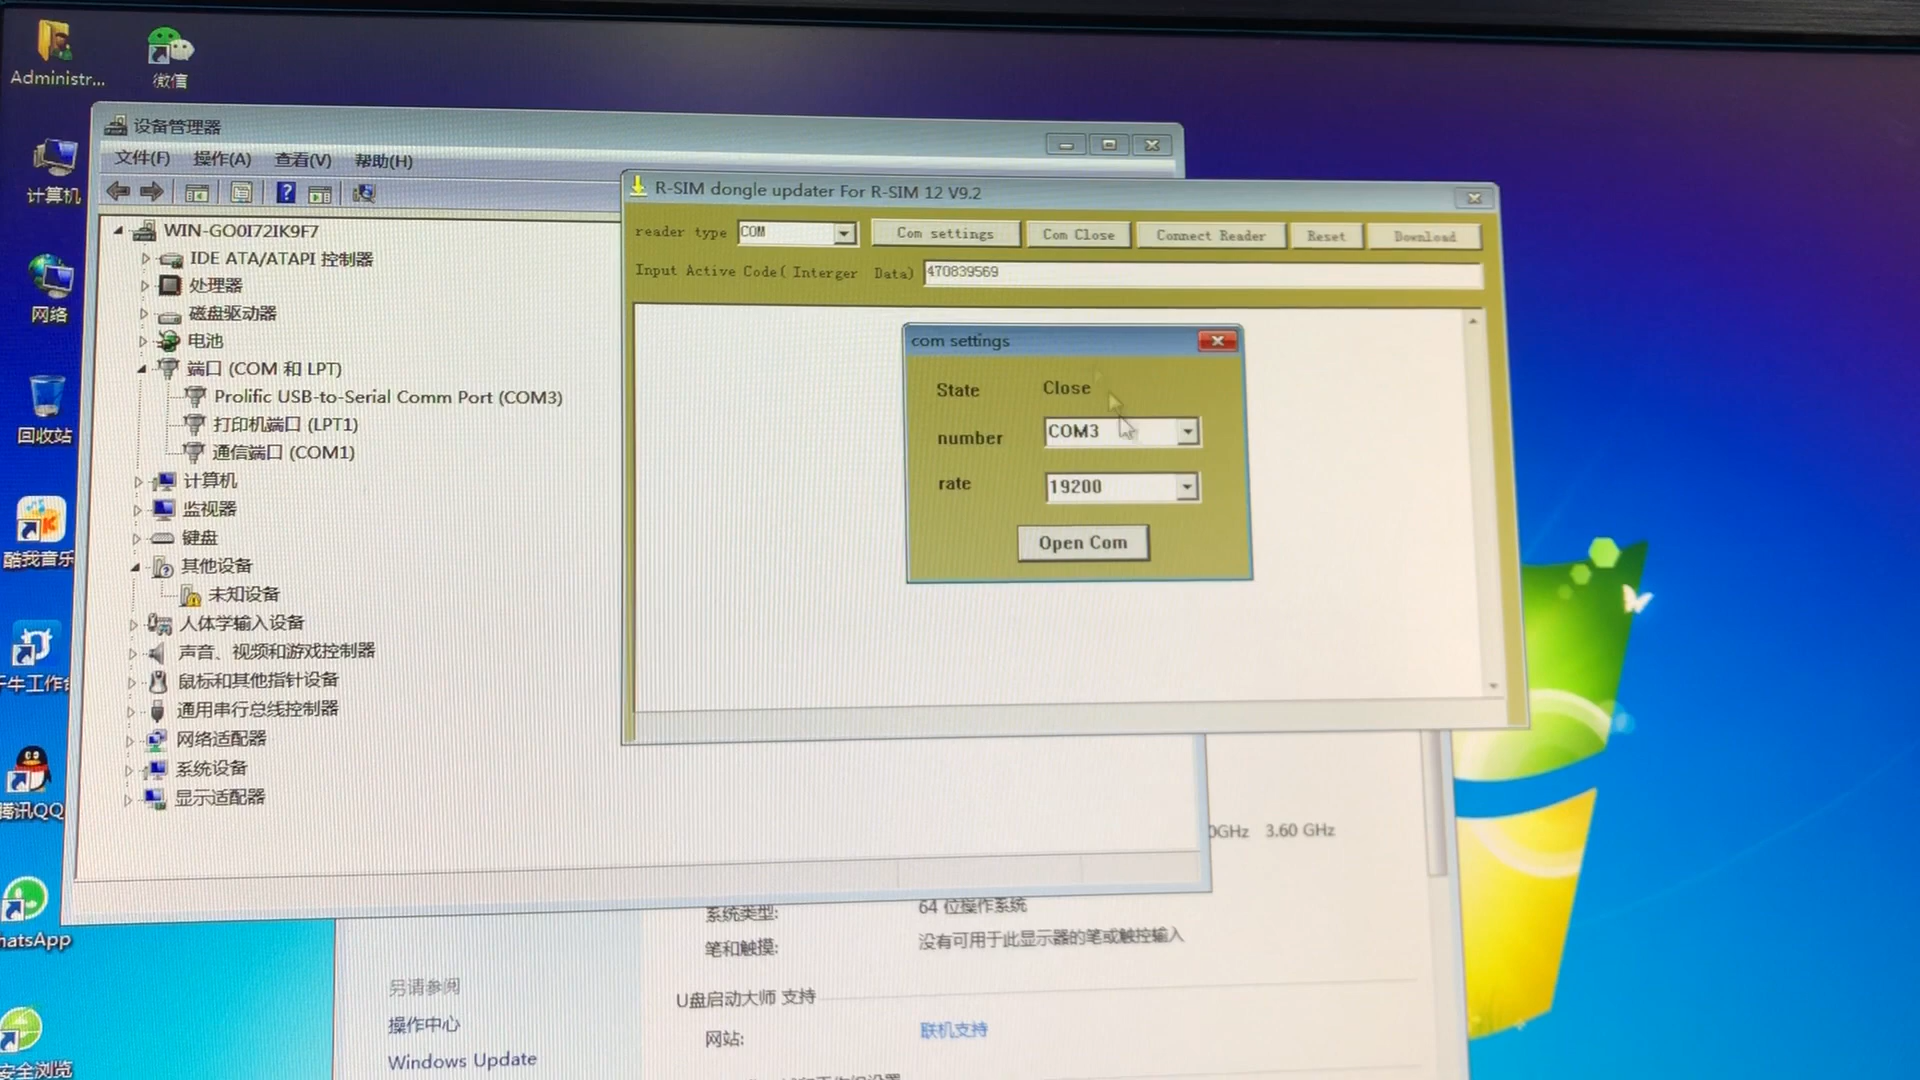 Administr...
微信
计算机
网络
回收站
酷我音乐
牛工作台
腾讯QQ
hatsApp
安全浏览
设备管理器
文件(F) 操作(A) 查看(V) 帮助(H)
WIN-GO0I72IK9F7
IDE ATA/ATAPI 控制器
处理器
磁盘驱动器
电池
端口 (COM 和 LPT)
Prolific USB-to-Serial Comm Port (COM3)
打印机端口 (LPT1)
通信端口 (COM1)
计算机
监视器
键盘
其他设备
未知设备
人体学输入设备
声音、视频和游戏控制器
鼠标和其他指针设备
通用串行总线控制器
网络适配器
系统设备
显示适配器
R-SIM dongle updater For R-SIM 12 V9.2
reader type COM Com settings Com Close Connect Reader Reset Download
Input Active Code( Interger Data) 470839569
com settings
State Close
number COM3
rate 19200
Open Com
0GHz 3.60 GHz
系统类型: 64 位操作系统
笔和触摸: 没有可用于此显示器的笔或触控输入
U盘启动大师 支持
网站: 联机支持
另请参阅
操作中心
Windows Update